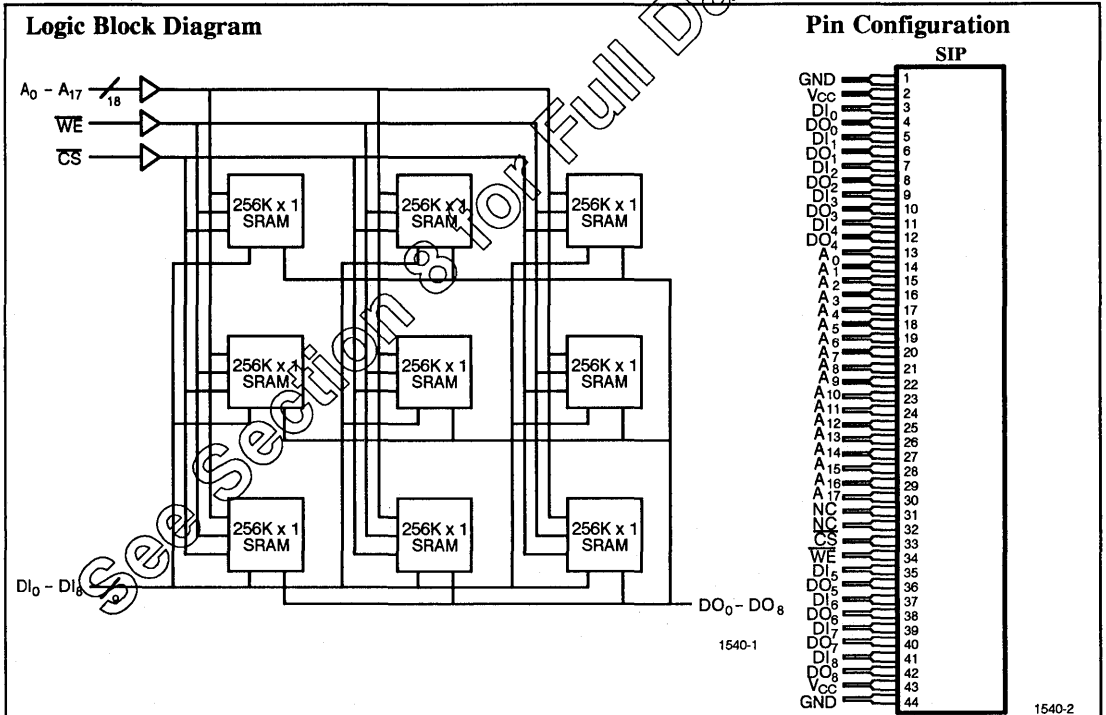 Logic Block Diagram
A0 – A17
18
WE
CS
256K x 1
SRAM
256K x 1
SRAM
256K x 1
SRAM
256K x 1
SRAM
256K x 1
SRAM
256K x 1
SRAM
256K x 1
SRAM
256K x 1
SRAM
256K x 1
SRAM
DI0 – DI8
DO0 – DO8
1540-1
See Section 8 for Full
Pin Configuration
SIP
GND 1
VCC 2
DI0 3
DO0 4
DI1 5
DO1 6
DI2 7
DO2 8
DI3 9
DO3 10
DI4 11
DO4 12
A0 13
A1 14
A2 15
A3 16
A4 17
A5 18
A6 19
A7 20
A8 21
A9 22
A10 23
A11 24
A12 25
A13 26
A14 27
A15 28
A16 29
A17 30
NC 31
NC 32
CS 33
WE 34
DI5 35
DO5 36
DI6 37
DO6 38
DI7 39
DO7 40
DI8 41
DO8 42
VCC 43
GND 44
1540-2